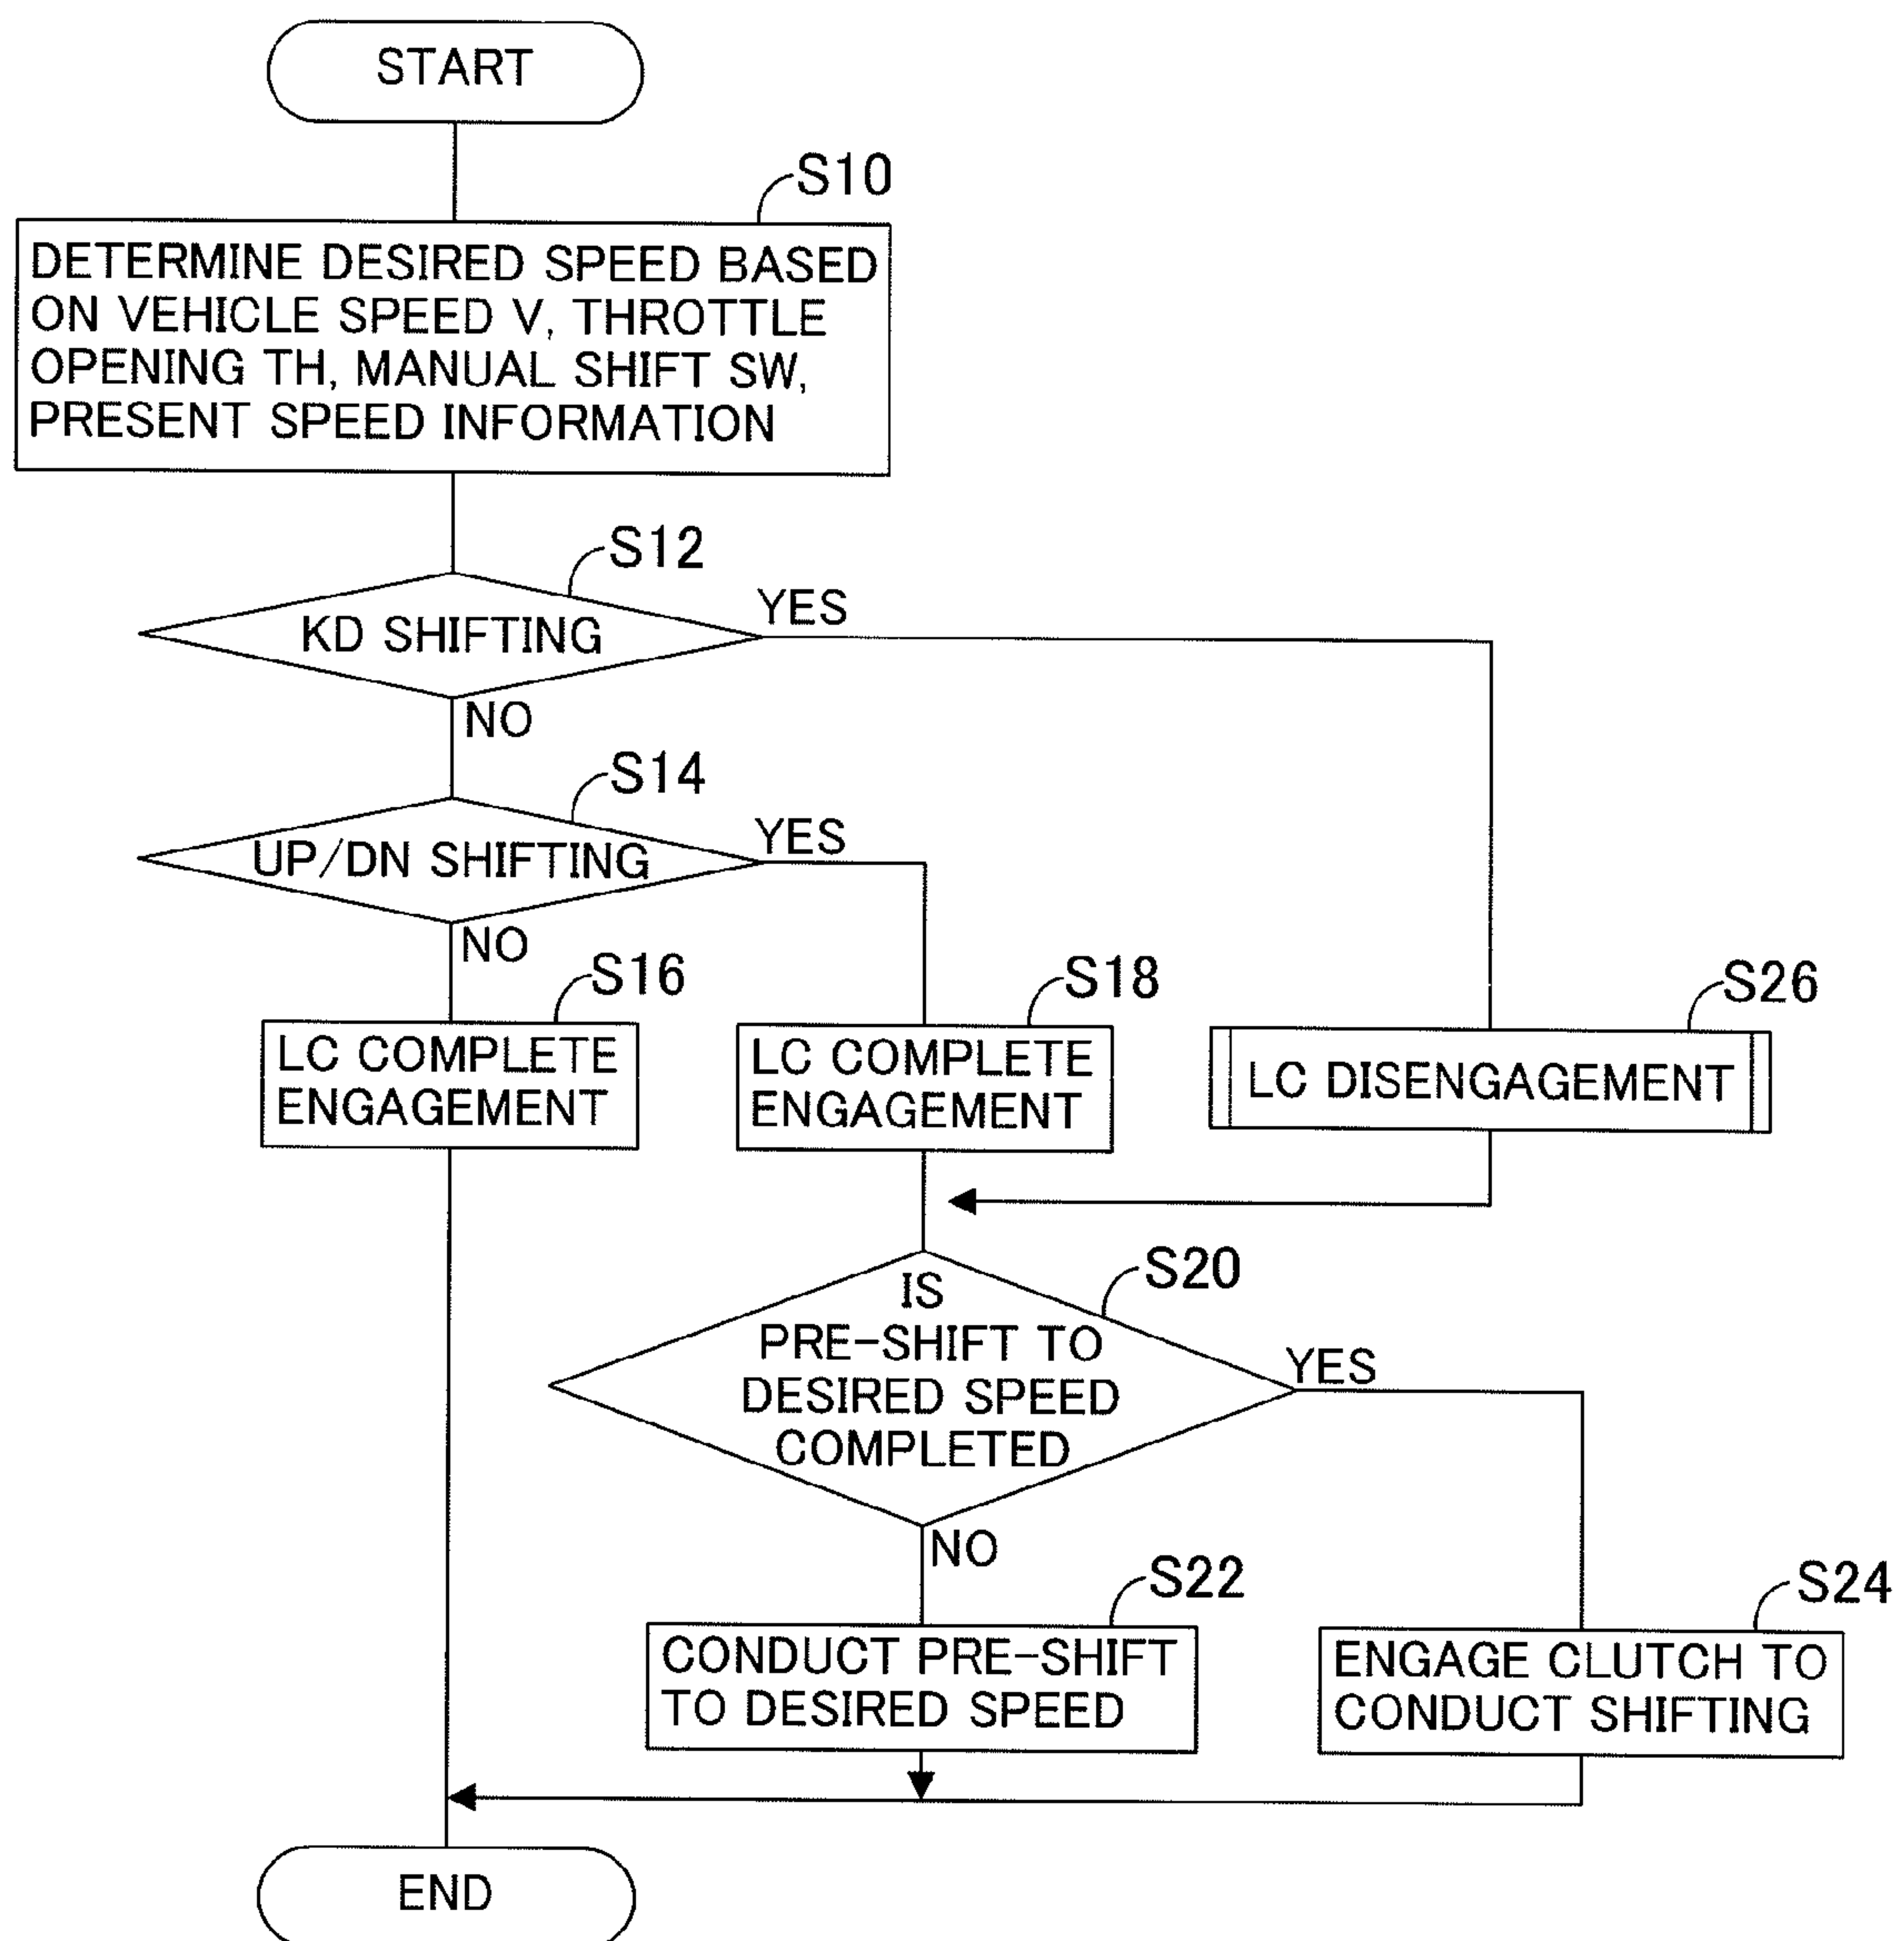 START
S10
DETERMINE DESIRED SPEED BASED
ON VEHICLE SPEED V, THROTTLE
OPENING TH, MANUAL SHIFT SW,
PRESENT SPEED INFORMATION
S12
KD SHIFTING
YES
NO
S14
UP/DN SHIFTING
YES
NO
S16
LC COMPLETE
ENGAGEMENT
S18
LC COMPLETE
ENGAGEMENT
S26
LC DISENGAGEMENT
S20
IS
PRE-SHIFT TO
DESIRED SPEED
COMPLETED
YES
NO
S22
CONDUCT PRE-SHIFT
TO DESIRED SPEED
S24
ENGAGE CLUTCH TO
CONDUCT SHIFTING
END